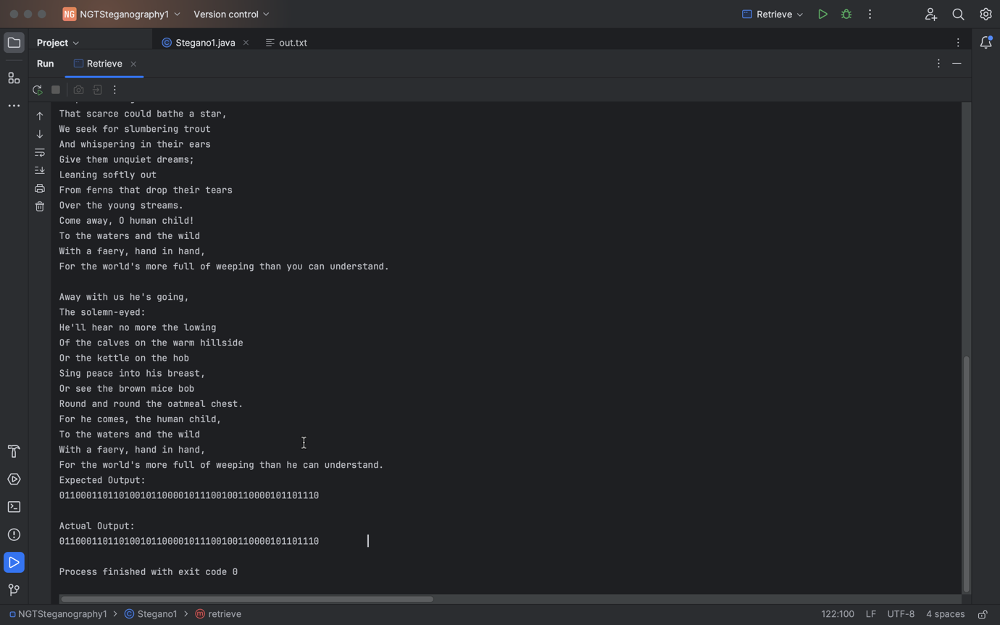 NG NGTSteganography1 Version control Retrieve
Project Stegano1.java out.txt
Run Retrieve
That scarce could bathe a star,
We seek for slumbering trout
And whispering in their ears
Give them unquiet dreams;
Leaning softly out
From ferns that drop their tears
Over the young streams.
Come away, O human child!
To the waters and the wild
With a faery, hand in hand,
For the world's more full of weeping than you can understand.
Away with us he's going,
The solemn-eyed:
He'll hear no more the lowing
Of the calves on the warm hillside
Or the kettle on the hob
Sing peace into his breast,
Or see the brown mice bob
Round and round the oatmeal chest.
For he comes, the human child,
To the waters and the wild
With a faery, hand in hand,
For the world's more full of weeping than he can understand.
Expected Output:
011000110110100101100001011100100110000101101110
Actual Output:
011000110110100101100001011100100110000101101110
Process finished with exit code 0
NGTSteganography1 > C Stegano1 > m retrieve 122:100 LF UTF-8 4 spaces